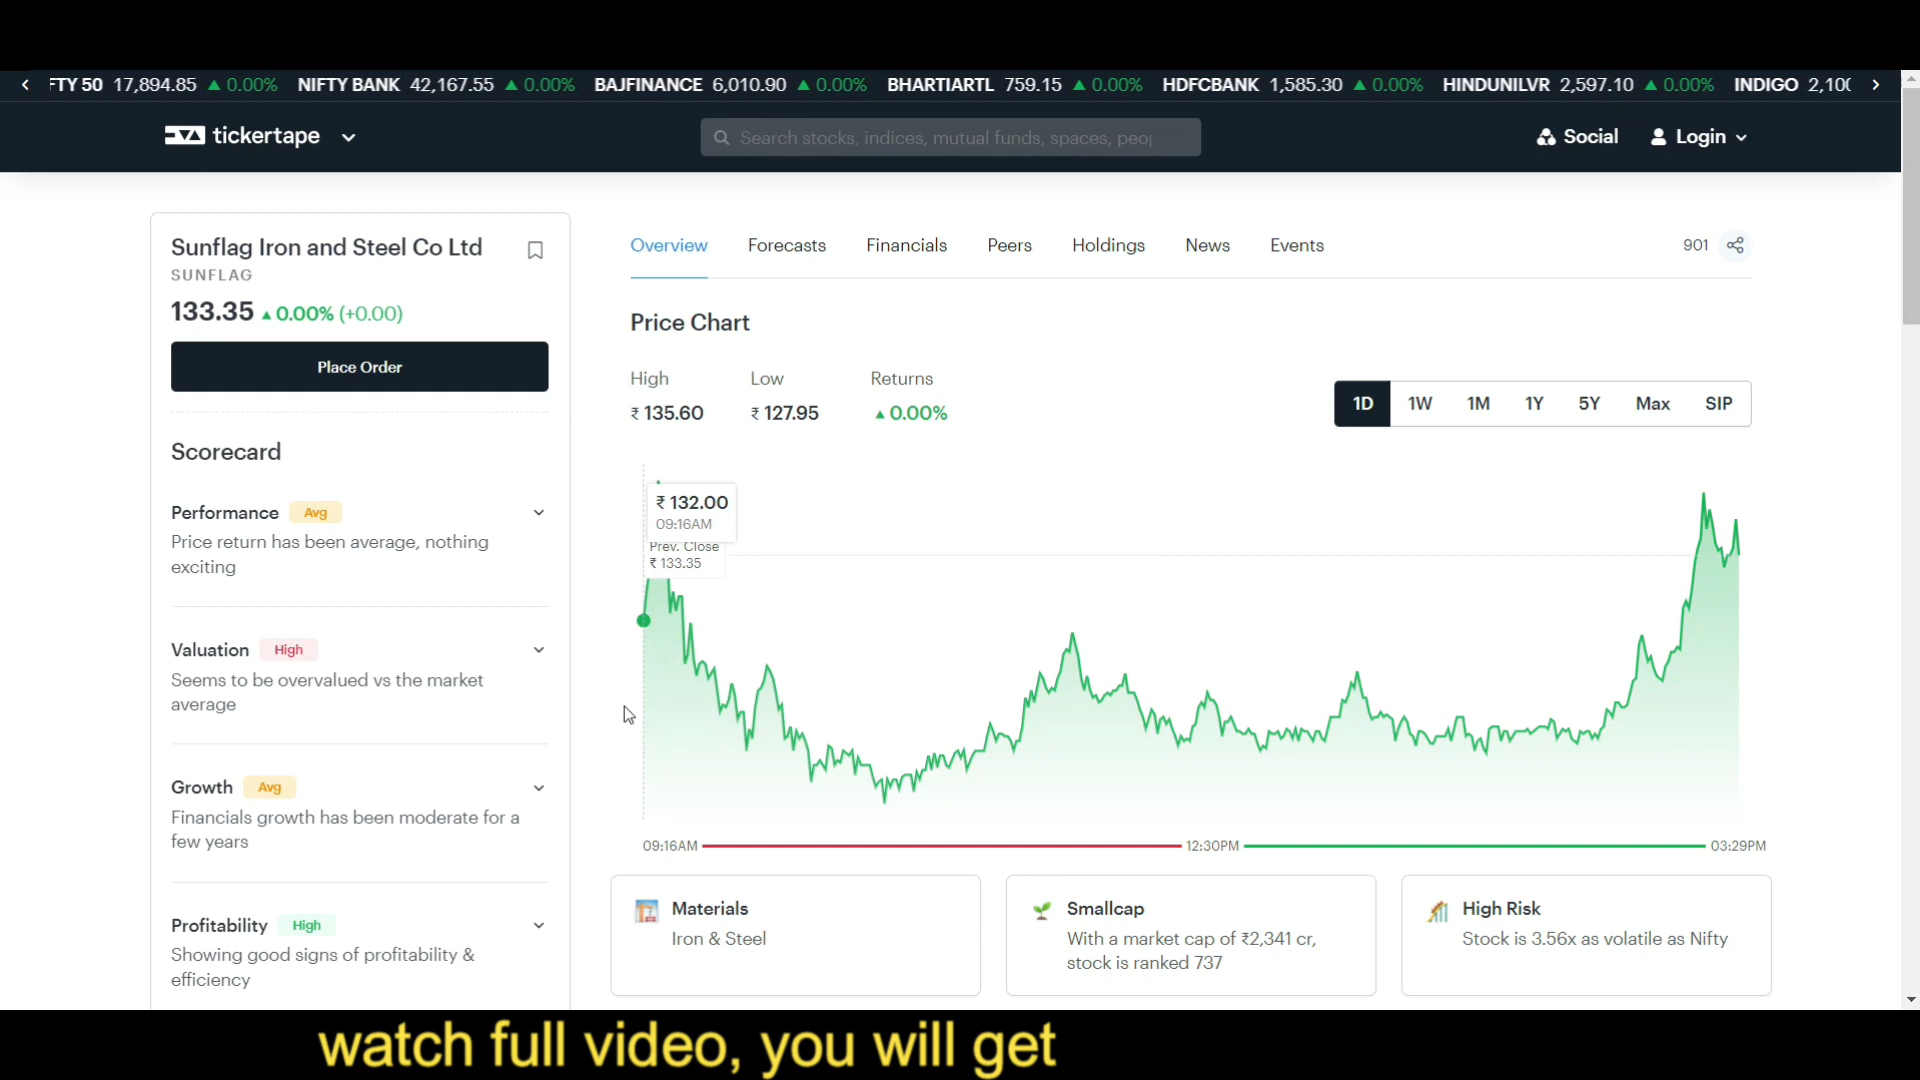 FTY 50 17,894.85 ▲ 0.00% NIFTY BANK 42,167.55 ▲ 0.00% BAJFINANCE 6,010.90 ▲ 0.00% BHARTIARTL 759.15 ▲ 0.00% HDFCBANK 1,585.30 ▲ 0.00% HINDUNILVR 2,597.10 ▲ 0.00% INDIGO 2,100
tickertape
Search stocks, indices, mutual funds, spaces, peop
Social
Login
Sunflag Iron and Steel Co Ltd
SUNFLAG
133.35 ▲ 0.00% (+0.00)
Place Order
Scorecard
Performance Avg
Price return has been average, nothing
exciting
Valuation High
Seems to be overvalued vs the market
average
Growth Avg
Financials growth has been moderate for a
few years
Profitability High
Showing good signs of profitability &
efficiency
Overview Forecasts Financials Peers Holdings News Events
901
Price Chart
High Low Returns
₹ 135.60 ₹ 127.95 ▲ 0.00%
1D 1W 1M 1Y 5Y Max SIP
₹ 132.00
09:16AM
Prev. Close
₹ 133.35
09:16AM 12:30PM 03:29PM
Materials
Iron & Steel
Smallcap
With a market cap of ₹2,341 cr,
stock is ranked 737
High Risk
Stock is 3.56x as volatile as Nifty
watch full video, you will get